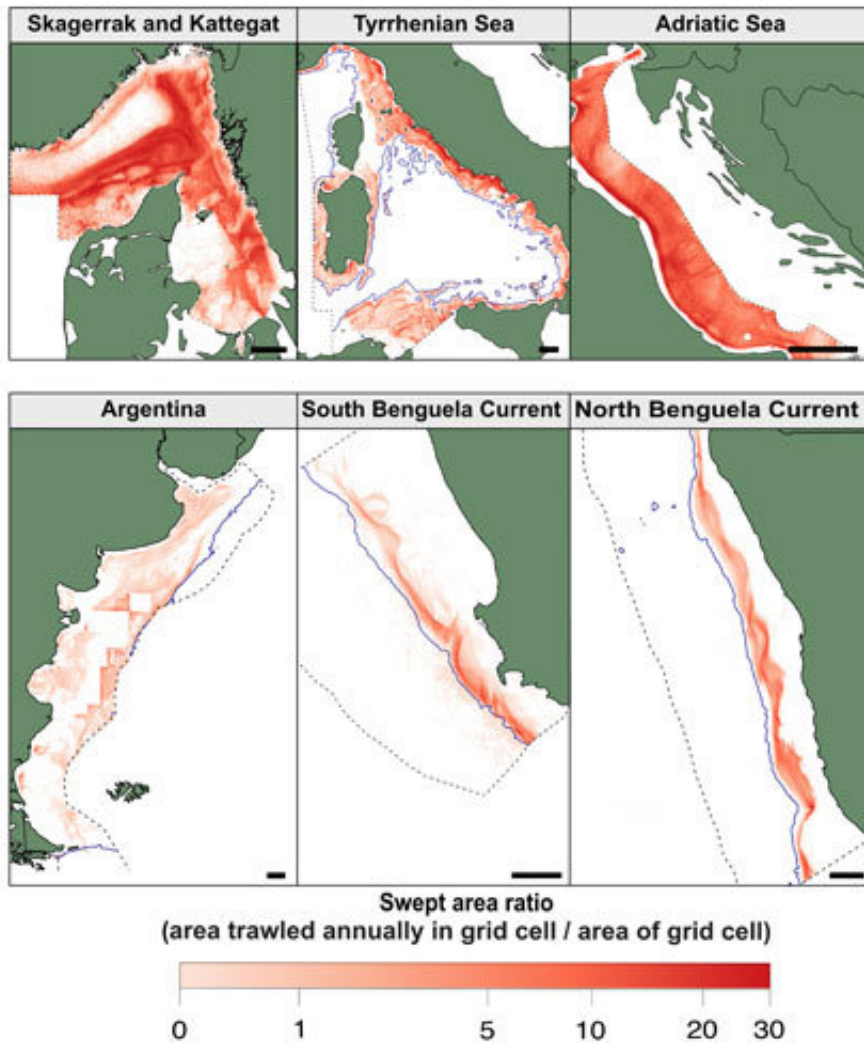 Skagerrak and Kattegat
Tyrrhenian Sea
Adriatic Sea
Argentina
South Benguela Current
North Benguela Current
Swept area ratio
(area trawled annually in grid cell / area of grid cell)
0 1 5 10 20 30